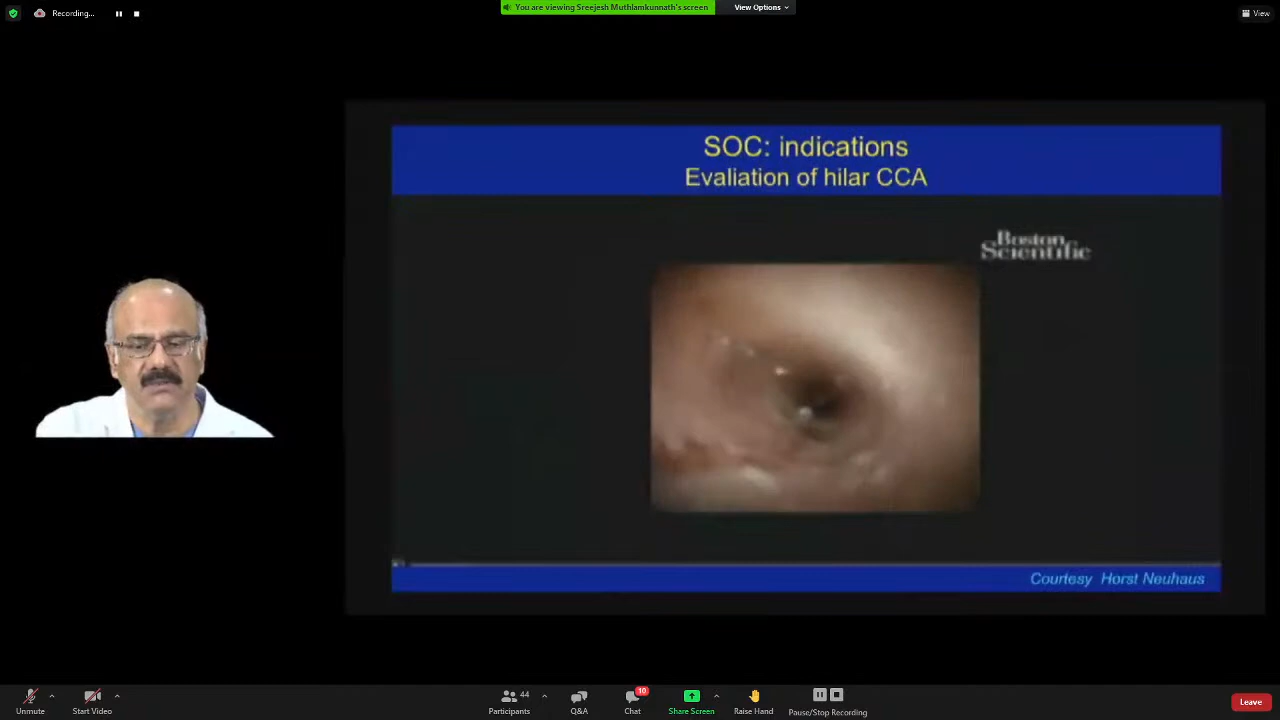 Recording...
You are viewing Sreejesh Muthlamkunnath's screen
View Options
View
SOC: indications
Evaliation of hilar CCA
Boston
Scientific
Courtesy Horst Neuhaus
Unmute
Start Video
44
Participants
Q&A
10
Chat
Share Screen
Raise Hand
Pause/Stop Recording
Leave